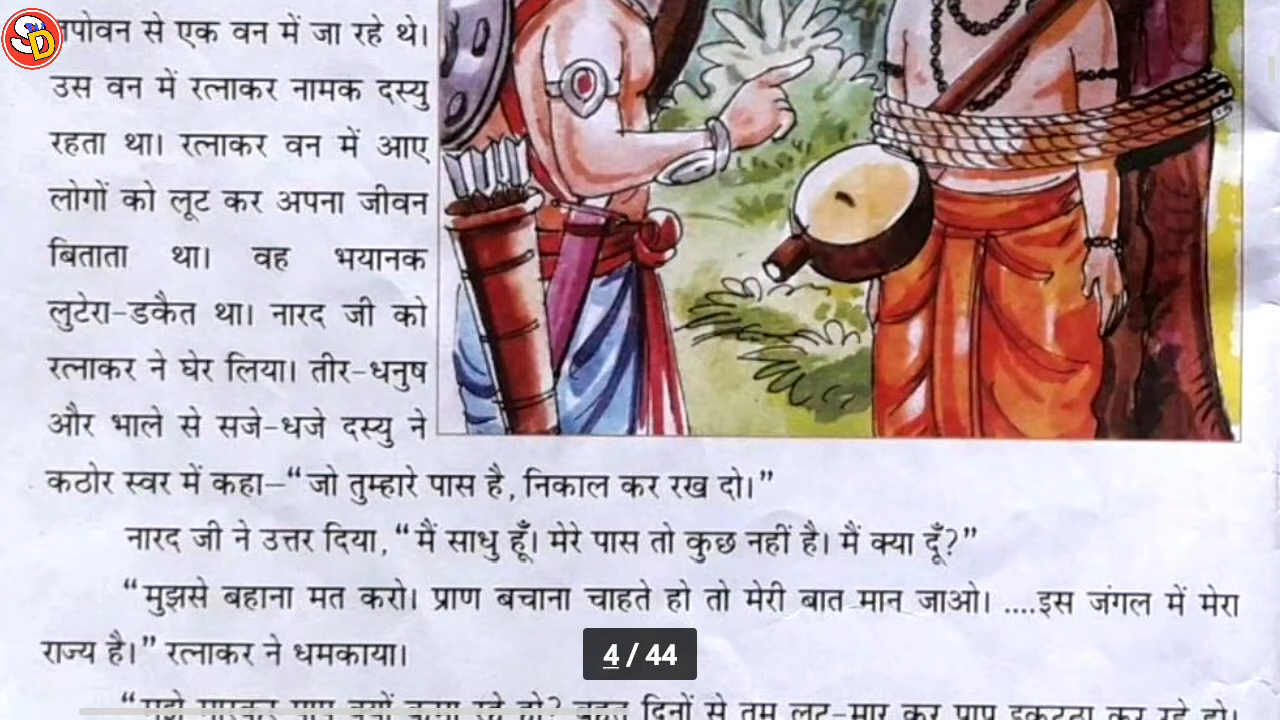 SD
से एक वन में जा रहे थे।
उस वन में रत्नाकर नामक दस्यु
रहता था। रत्नाकर वन में आए
लोगों को लूट कर अपना जीवन
बिताता था। वह भयानक
लुटेरा-डकैत था। नारद जी को
रत्नाकर ने घेर लिया। तीर-धनुष
और भाले से सजे-धजे दस्यु ने
कठोर स्वर में कहा–“जो तुम्हारे पास है, निकाल कर रख दो।”
नारद जी ने उत्तर दिया, “मैं साधु हूँ। मेरे पास तो कुछ नहीं है। मैं क्या दूँ?”
“मुझसे बहाना मत करो। प्राण बचाना चाहते हो तो मेरी बात मान जाओ। ....इस जंगल में मेरा
राज्य है।” रत्नाकर ने धमकाया।
4 / 44
दिनों से तुम लूट-मार कर पाप इकट्ठा कर रहे हो।